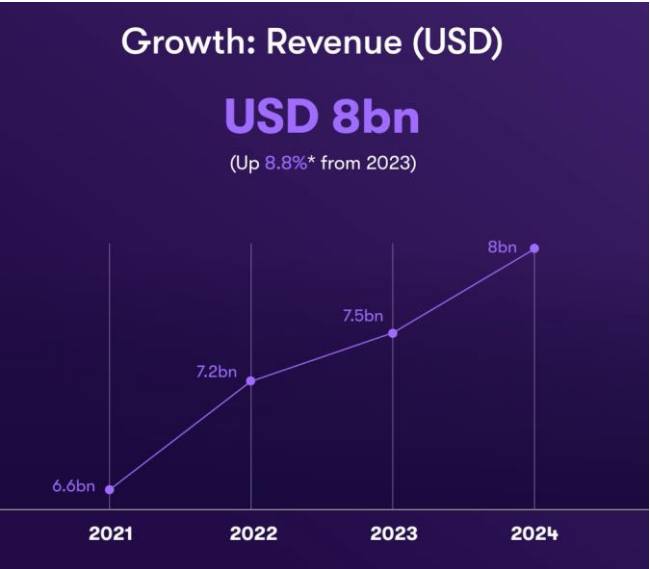 Growth: Revenue (USD)
USD 8bn
(Up 8.8%* from 2023)
8bn
7.5bn
7.2bn
6.6bn
2021 2022 2023 2024